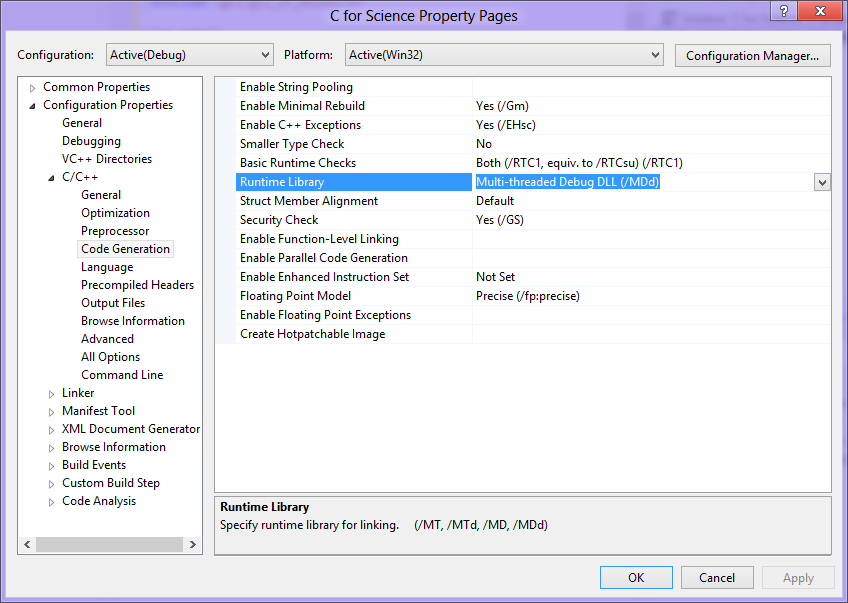 C for Science Property Pages
Configuration: Active(Debug) Platform: Active(Win32) Configuration Manager...
Common Properties
Configuration Properties
General
Debugging
VC++ Directories
C/C++
General
Optimization
Preprocessor
Code Generation
Language
Precompiled Headers
Output Files
Browse Information
Advanced
All Options
Command Line
Linker
Manifest Tool
XML Document Generator
Browse Information
Build Events
Custom Build Step
Code Analysis
Enable String Pooling
Enable Minimal Rebuild Yes (/Gm)
Enable C++ Exceptions Yes (/EHsc)
Smaller Type Check No
Basic Runtime Checks Both (/RTC1, equiv. to /RTCsu) (/RTC1)
Runtime Library Multi-threaded Debug DLL (/MDd)
Struct Member Alignment Default
Security Check Yes (/GS)
Enable Function-Level Linking
Enable Parallel Code Generation
Enable Enhanced Instruction Set Not Set
Floating Point Model Precise (/fp:precise)
Enable Floating Point Exceptions
Create Hotpatchable Image
Runtime Library
Specify runtime library for linking. (/MT, /MTd, /MD, /MDd)
OK Cancel Apply